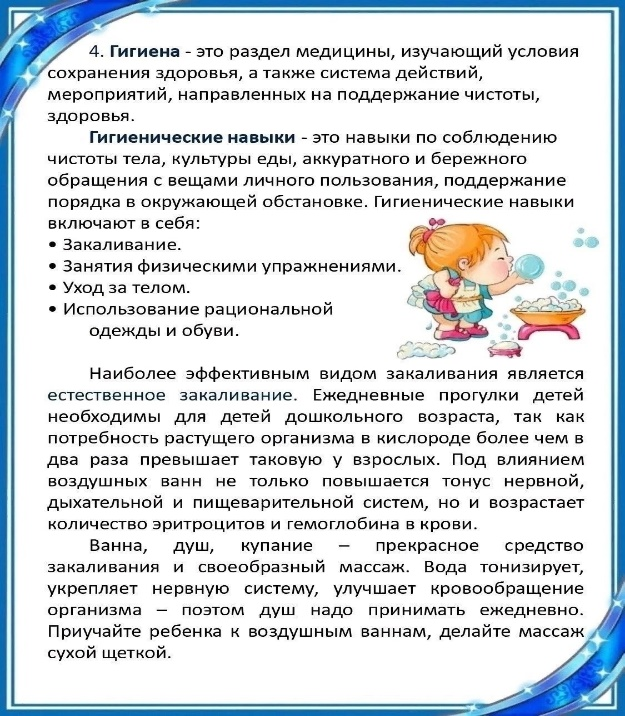 4. Гигиена - это раздел медицины, изучающий условия
сохранения здоровья, а также система действий,
мероприятий, направленных на поддержание чистоты,
здоровья.
Гигиенические навыки - это навыки по соблюдению
чистоты тела, культуры еды, аккуратного и бережного
обращения с вещами личного пользования, поддержание
порядка в окружающей обстановке. Гигиенические навыки
включают в себя:
• Закаливание.
• Занятия физическими упражнениями.
• Уход за телом.
• Использование рациональной
одежды и обуви.
Наиболее эффективным видом закаливания является
естественное закаливание. Ежедневные прогулки детей
необходимы для детей дошкольного возраста, так как
потребность растущего организма в кислороде более чем в
два раза превышает таковую у взрослых. Под влиянием
воздушных ванн не только повышается тонус нервной,
дыхательной и пищеварительной систем, но и возрастает
количество эритроцитов и гемоглобина в крови.
Ванна, душ, купание – прекрасное средство
закаливания и своеобразный массаж. Вода тонизирует,
укрепляет нервную систему, улучшает кровообращение
организма – поэтом душ надо принимать ежедневно.
Приучайте ребенка к воздушным ваннам, делайте массаж
сухой щеткой.